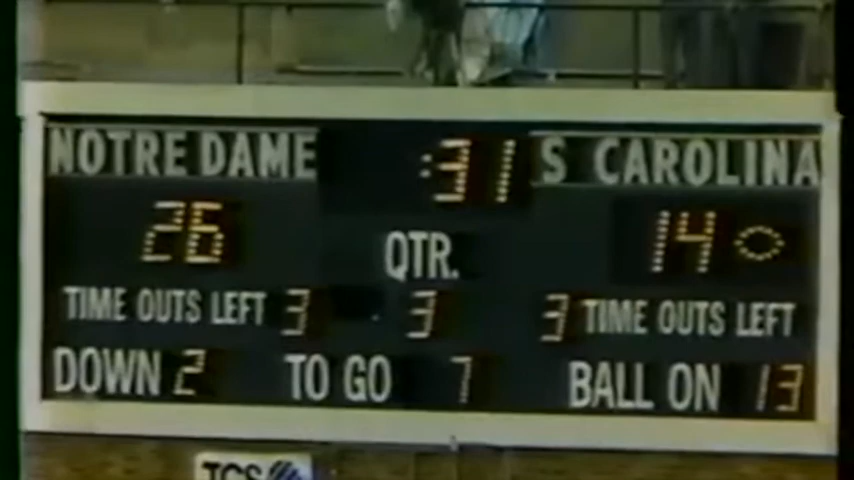 NOTRE DAME :31 S CAROLINA
26 QTR. 14
TIME OUTS LEFT 3 3 3 TIME OUTS LEFT
DOWN 2 TO GO 7 BALL ON 13
TCS